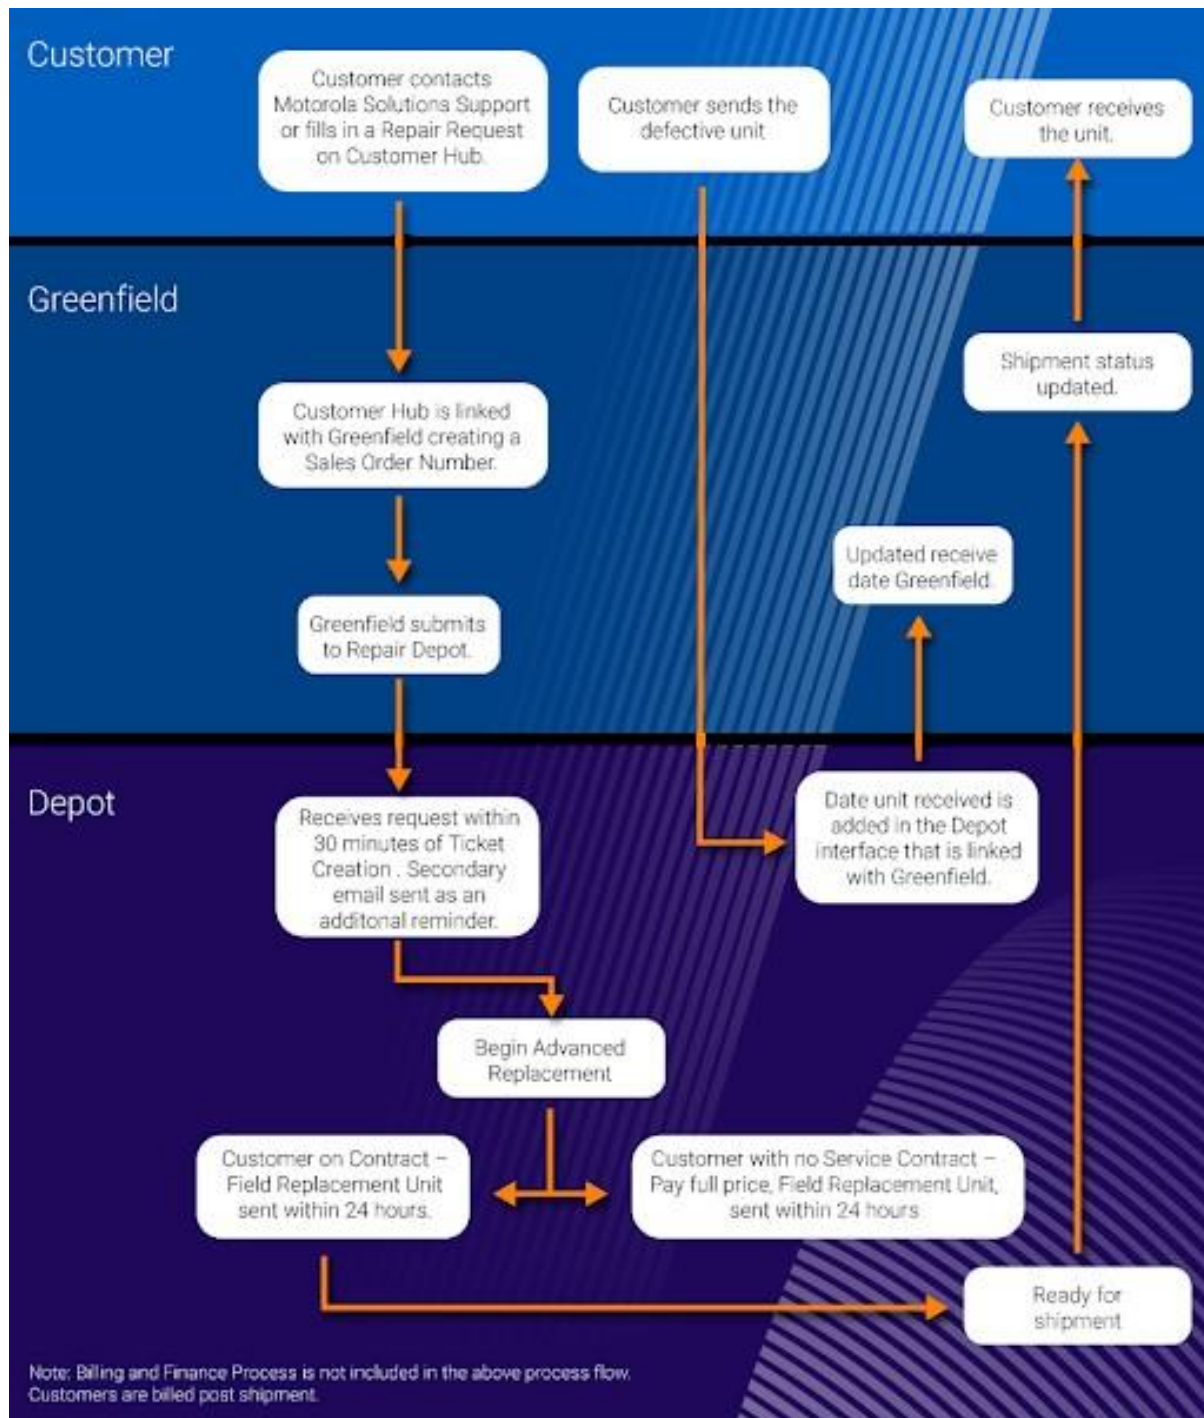 Customer
Customer contacts
Motorola Solutions Support
or fills in a Repair Request
on Customer Hub.
Customer sends the
defective unit
Customer receives
the unit.
Greenfield
Shipment status
updated.
Customer Hub is linked
with Greenfield creating a
Sales Order Number.
Updated receive
date Greenfield.
Greenfield submits
to Repair Depot.
Depot
Receives request within
30 minutes of Ticket
Creation . Secondary
email sent as an
additonal reminder.
Date unit received is
added in the Depot
interface that is linked
with Greenfield.
Begin Advanced
Replacement
Customer on Contract –
Field Replacement Unit
sent within 24 hours.
Customer with no Service Contract –
Pay full price, Field Replacement Unit,
sent within 24 hours
Ready for
shipment
Note: Billing and Finance Process is not included in the above process flow.
Customers are billed post shipment.